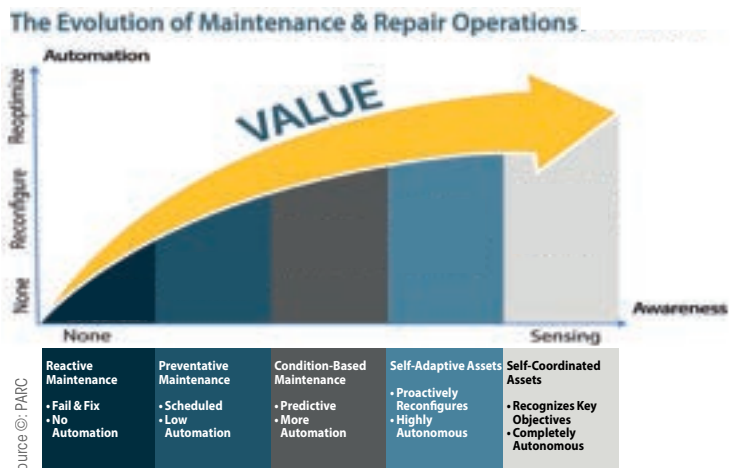 The Evolution of Maintenance & Repair Operations
Automation
VALUE
Reoptimize
Reconfigure
None
Awareness
None
Sensing
Reactive
Maintenance
• Fail & Fix
• No
Automation
Preventative
Maintenance
• Scheduled
• Low
Automation
Condition-Based
Maintenance
• Predictive
• More
Automation
Self-Adaptive Assets
• Proactively
Reconfigures
• Highly
Autonomous
Self-Coordinated
Assets
• Recognizes Key
Objectives
• Completely
Autonomous
ource ©: PARC